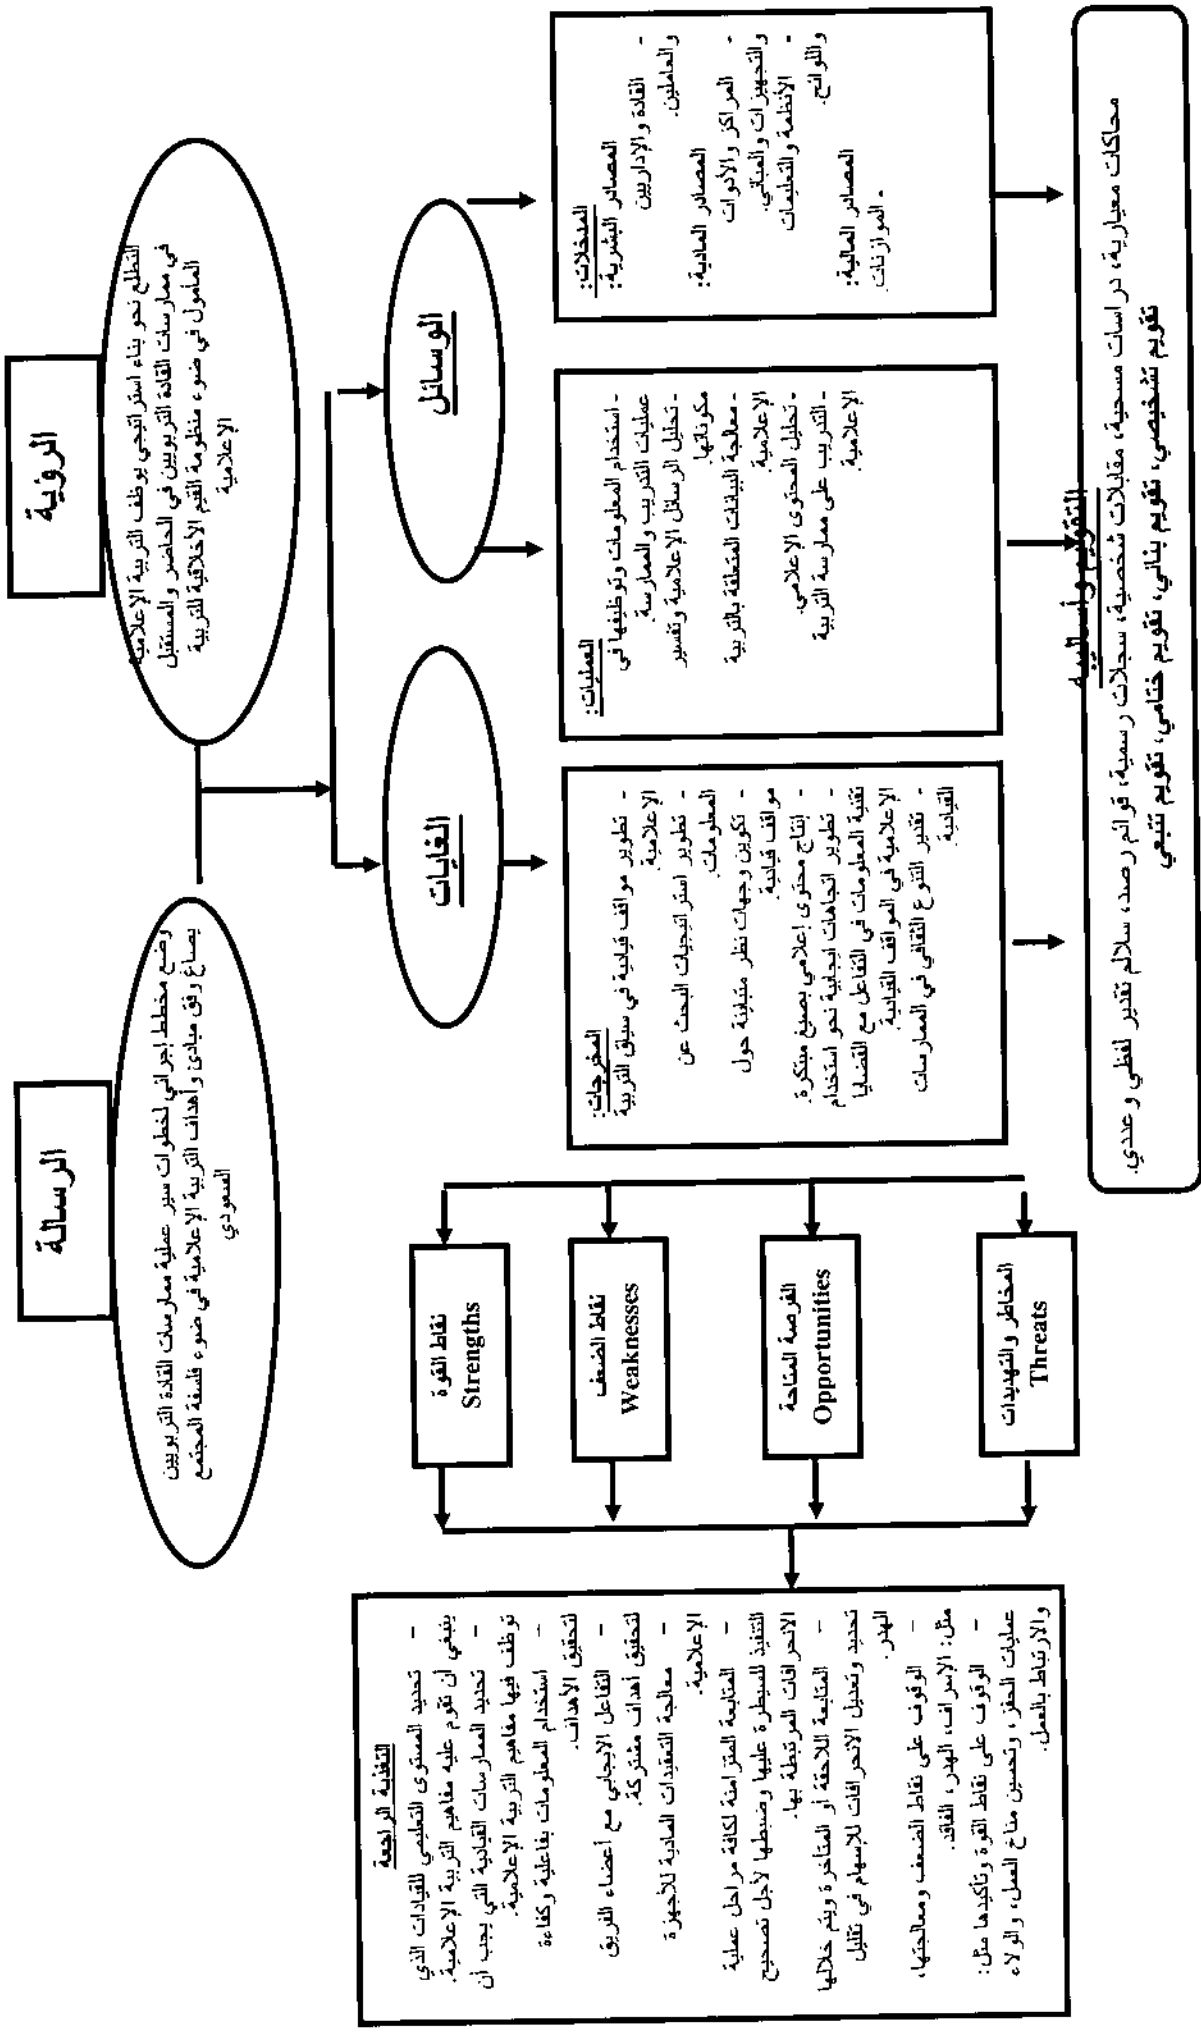 الرؤية
التطلع نحو بناء استراتيجي يوظف التربية الإعلامية
في ممارسات القادة التربويين في الحاضر والمستقبل
المأمول في ضوء منظومة القيم الأخلاقية للتربية
الإعلامية
الرسالة
وضع مخطط إجرائي لخطوات سير عملية ممارسات القادة التربويين
يصاغ وفق مبادئ وأهداف التربية الإعلامية في ضوء فلسفة المجتمع
السعودي
الوسائل
الغايات
المدخلات:
المصادر البشرية:
- القادة والإداريين
والعاملين.
المصادر المادية:
- المراكز والأدوات
والتجهيزات والمباني.
- الأنظمة والتعليمات
واللوائح.
المصادر المالية:
- الموازنات.
العمليات:
- استخدام المعلومات وتوظيفها في
عمليات التدريب والممارسة.
- تحليل الرسائل الإعلامية وتفسير
مكوناتها.
- معالجة البيانات المتعلقة بالتربية
الإعلامية.
- تحليل المحتوى الإعلامي.
- التدريب على ممارسة التربية
الإعلامية.
المخرجات:
- تطوير مواقف قيادية في سياق التربية
الإعلامية.
- تطوير استراتيجيات البحث عن
المعلومات.
- تكوين وجهات نظر متباينة حول
مواقف قيادية.
- إنتاج محتوى إعلامي بصيغ مبتكرة.
- تطوير اتجاهات ايجابية نحو استخدام
تقنية المعلومات في التفاعل مع القضايا
الإعلامية في المواقف القيادية.
- تقدير التنوع الثقافي في الممارسات
القيادية.
نقاط القوة
Strengths
نقاط الضعف
Weaknesses
الفرصة المتاحة
Opportunities
المخاطر والتهديدات
Threats
التغذية الراجعة
- تحديد المستوى التعليمي للقيادات الذي
ينبغي أن تقوم عليه مفاهيم التربية الإعلامية.
- تحديد الممارسات القيادية التي يجب أن
توظف فيها مفاهيم التربية الإعلامية.
- استخدام المعلومات بفاعلية وكفاءة
لتحقيق الأهداف.
- التفاعل الايجابي مع أعضاء الفريق
لتحقيق أهداف مشتركة.
- معالجة التعقيدات المادية للأجهزة
الإعلامية.
- المتابعة المتزامنة لكافة مراحل عملية
التنفيذ للسيطرة عليها وضبطها لأجل تصحيح
الانحرافات المرتبطة بها.
- المتابعة اللاحقة أو المتأخرة ويتم خلالها
تحديد وتعديل الانحرافات للإسهام في تقليل
الهدر.
- الوقوف على نقاط الضعف ومعالجتها،
مثل: الإسراف، الهدر، الفاقد.
- الوقوف على نقاط القوة وتأكيدها مثل:
عمليات الحفز، وتحسين مناخ العمل، والولاء
والارتباط بالعمل.
التقويم وأساليبه
محاكات معيارية، دراسات مسحية، مقابلات شخصية، سجلات رسمية، قوائم رصد، سلالم تقدير لفظي وعددي.
تقويم تشخيصي، تقويم بنائي، تقويم ختامي، تقويم تتبعي